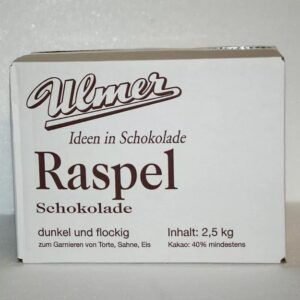 Ulmer
Ideen in Schokolade
Raspel
Schokolade
dunkel und flockig
zum Garnieren von Torte, Sahne, Eis
Inhalt: 2,5 kg
Kakao: 40% mindestens